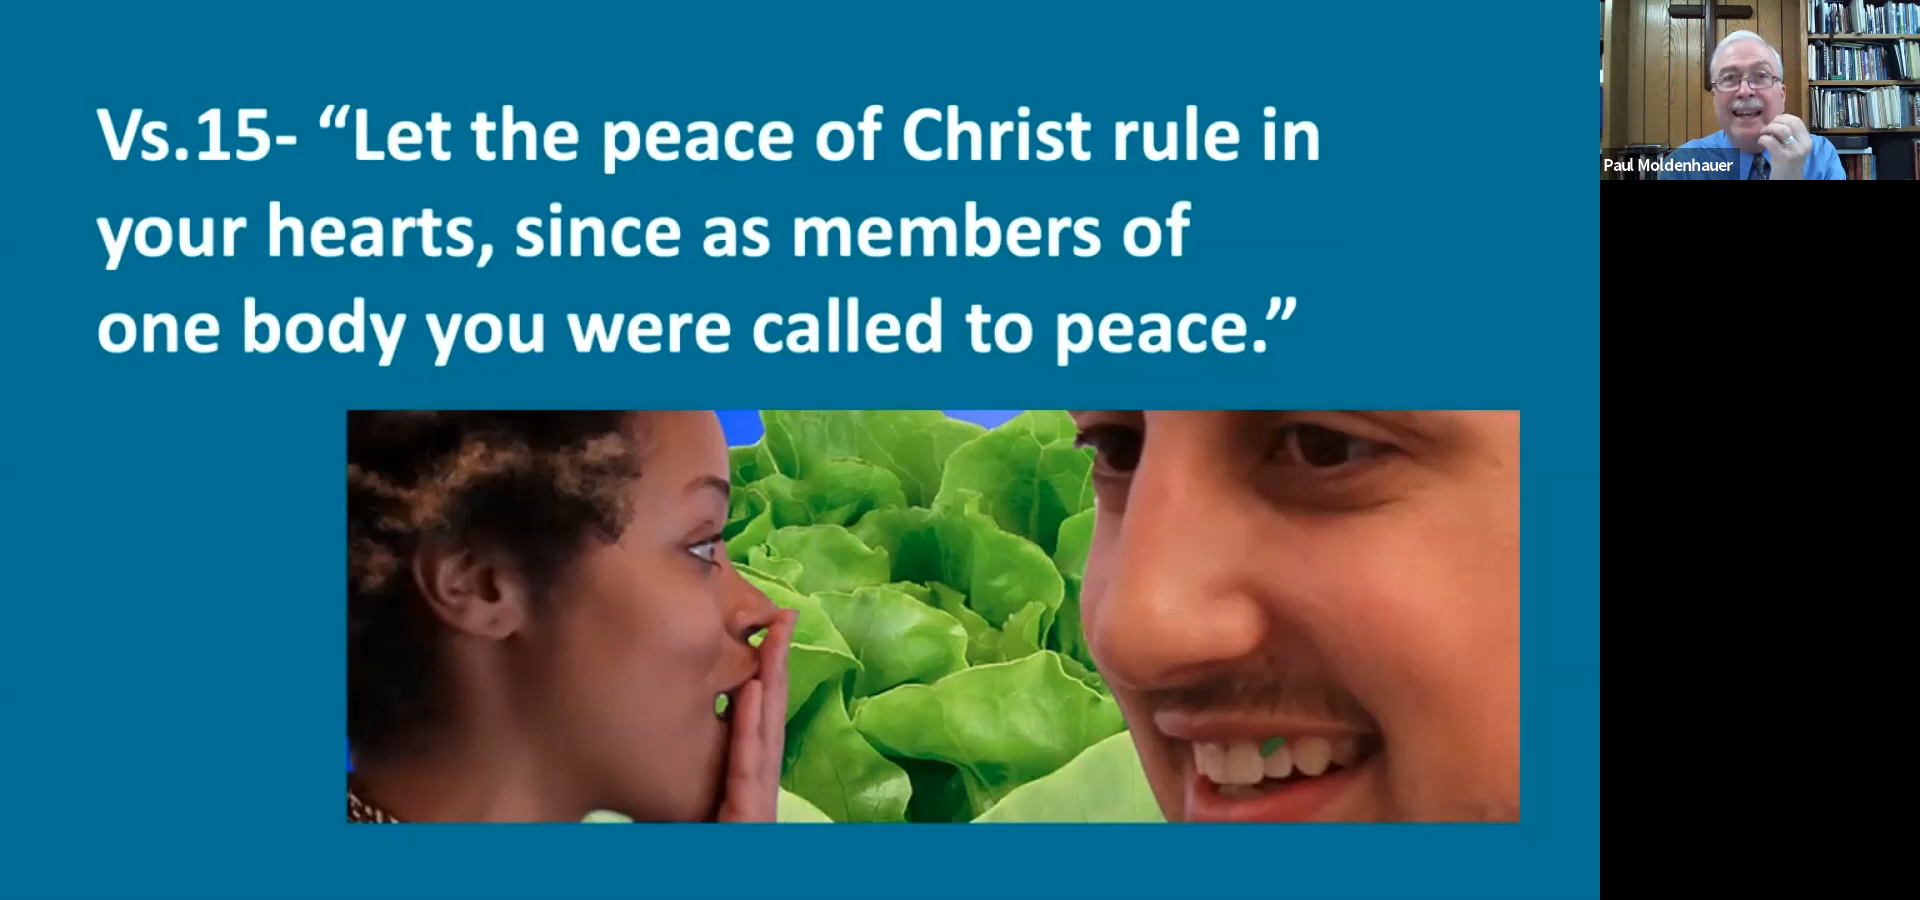 Vs.15- “Let the peace of Christ rule in
your hearts, since as members of
one body you were called to peace.”
Paul Moldenhauer